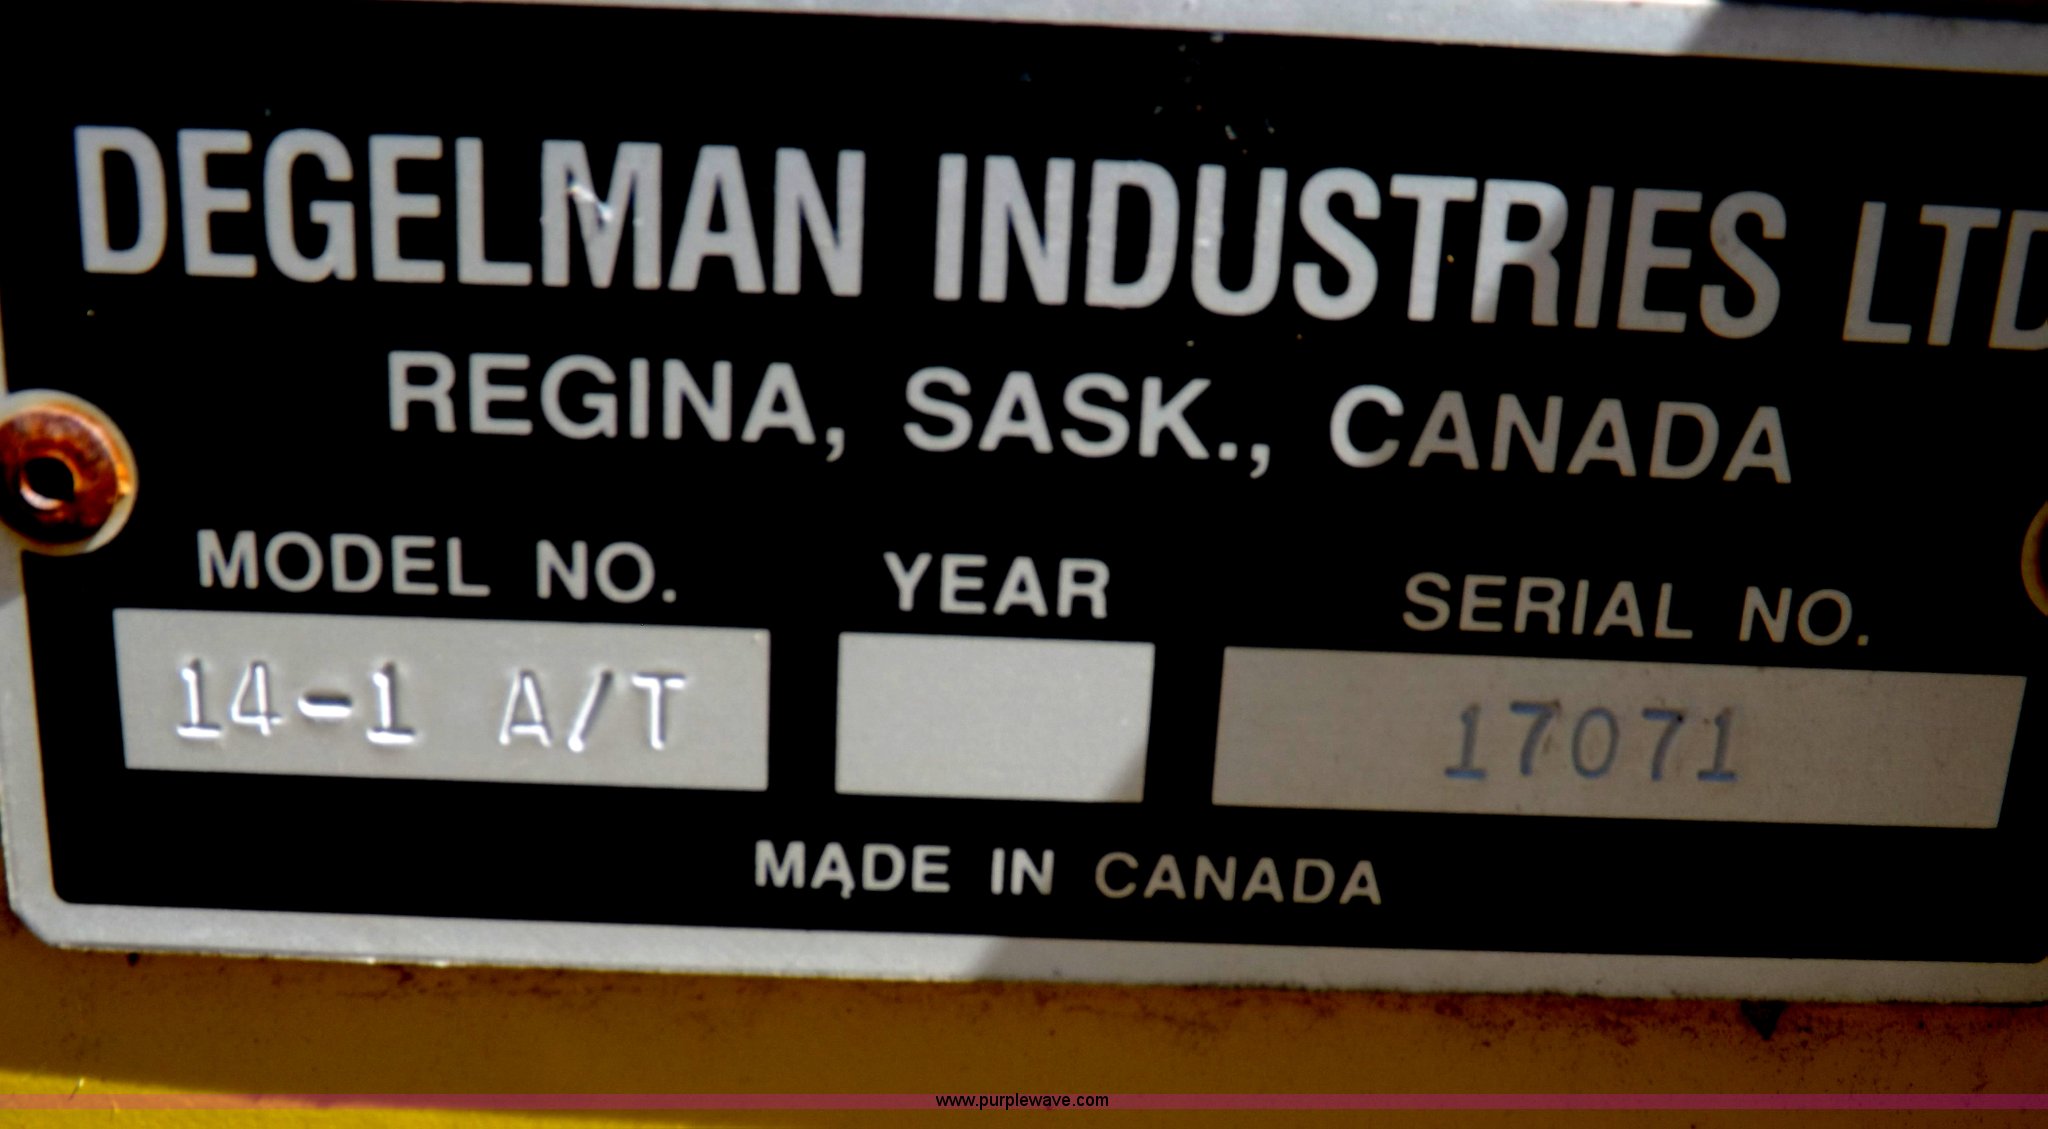 DEGELMAN INDUSTRIES LTD
REGINA, SASK., CANADA
MODEL NO. YEAR SERIAL NO.
14-1 A/T 17071
MADE IN CANADA
www.purplewave.com